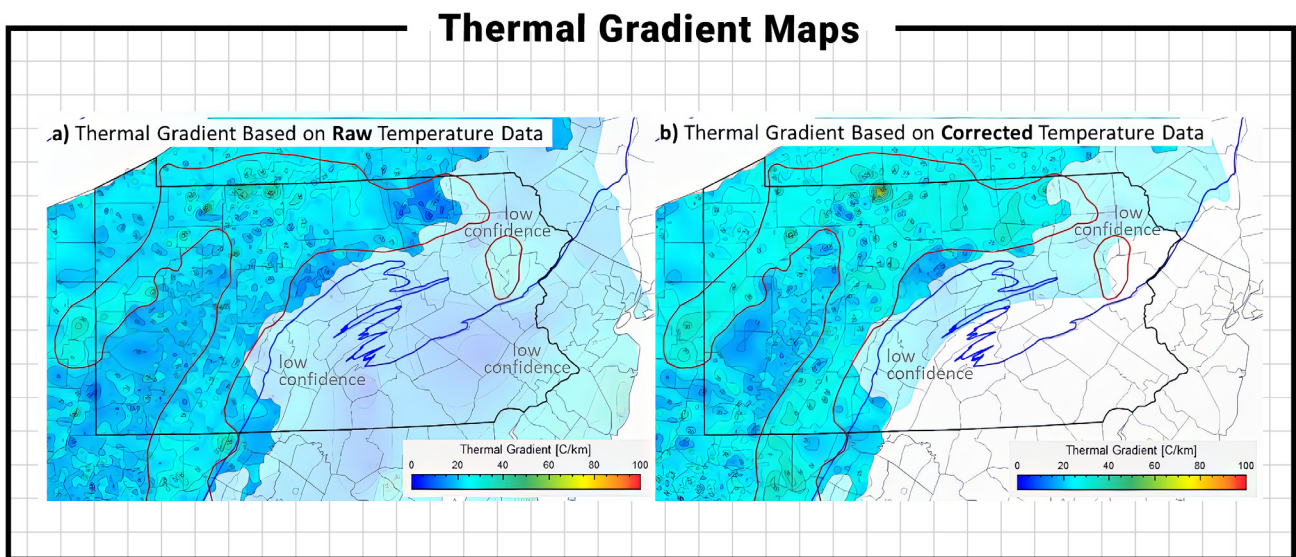 Thermal Gradient Maps
a) Thermal Gradient Based on Raw Temperature Data
low
confidence
low
confidence
low
confidence
Thermal Gradient [C/km]
0 20 40 60 80 100
b) Thermal Gradient Based on Corrected Temperature Data
low
confidence
low
confidence
Thermal Gradient [C/km]
0 20 40 60 80 100